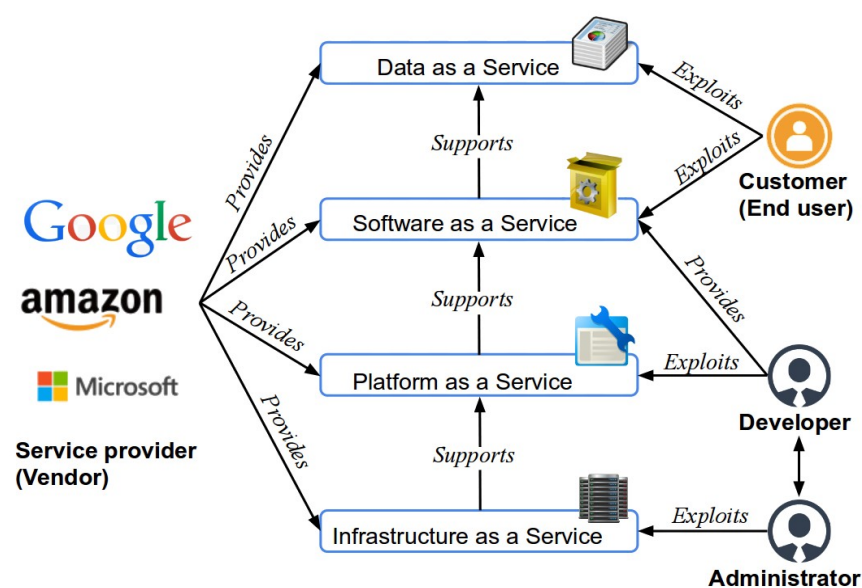 Data as a Service
Exploits
Supports
Provides
Exploits
Customer
(End user)
Google
Software as a Service
Provides
Provides
amazon
Supports
Provides
Microsoft
Platform as a Service
Exploits
Developer
Service provider
(Vendor)
Provides
Supports
Infrastructure as a Service
Exploits
Administrator